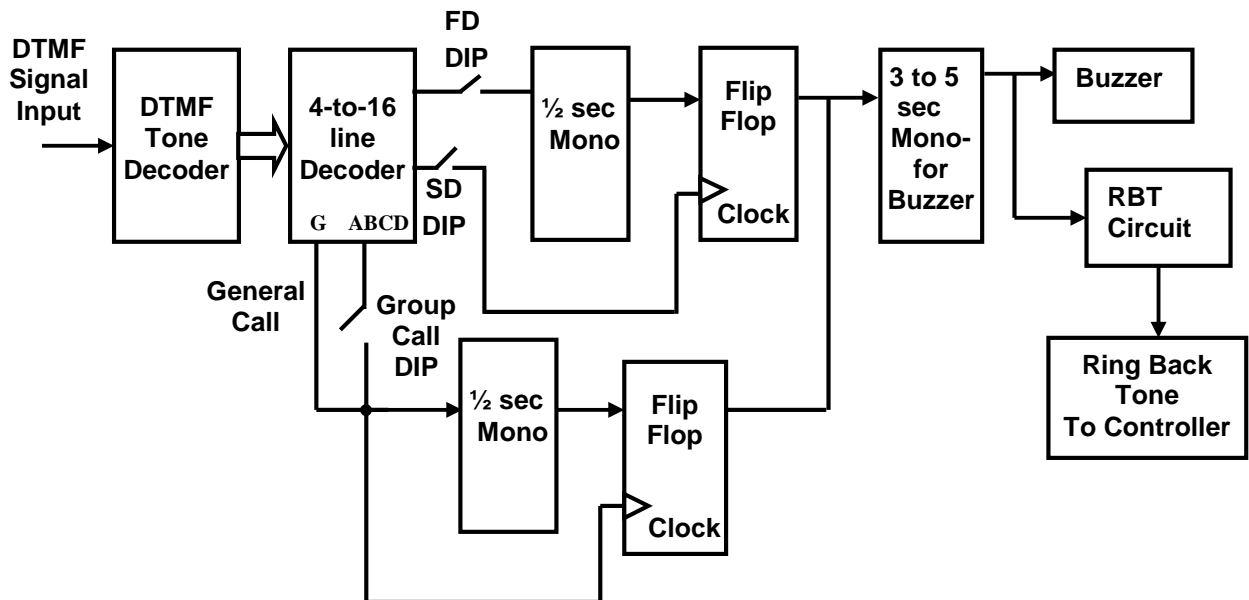 DTMF
Signal
Input
DTMF
Tone
Decoder
4-to-16
line
Decoder
G ABCD
FD
DIP
SD
DIP
½ sec
Mono
Flip
Flop
Clock
3 to 5
sec
Mono-
for
Buzzer
Buzzer
RBT
Circuit
Ring Back
Tone
To Controller
General
Call
Group
Call
DIP
½ sec
Mono
Flip
Flop
Clock